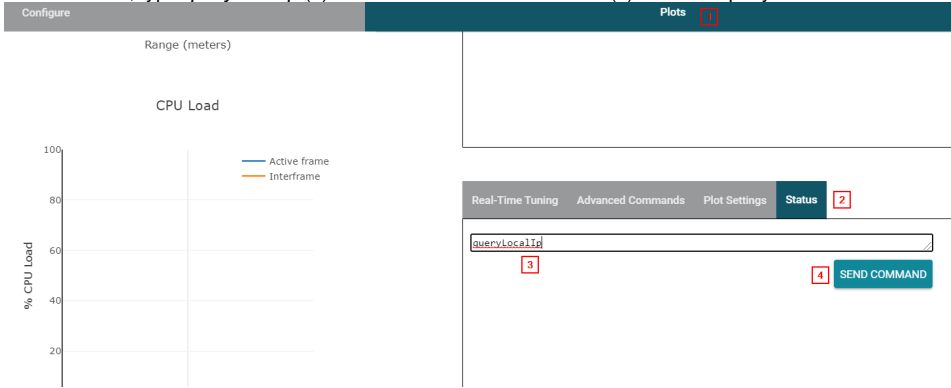 Configure
Plots
1
Range (meters)
CPU Load
100
80
60
40
20
% CPU Load
Active frame
Interframe
Real-Time Tuning
Advanced Commands
Plot Settings
Status
2
queryLocalIp
3
4
SEND COMMAND